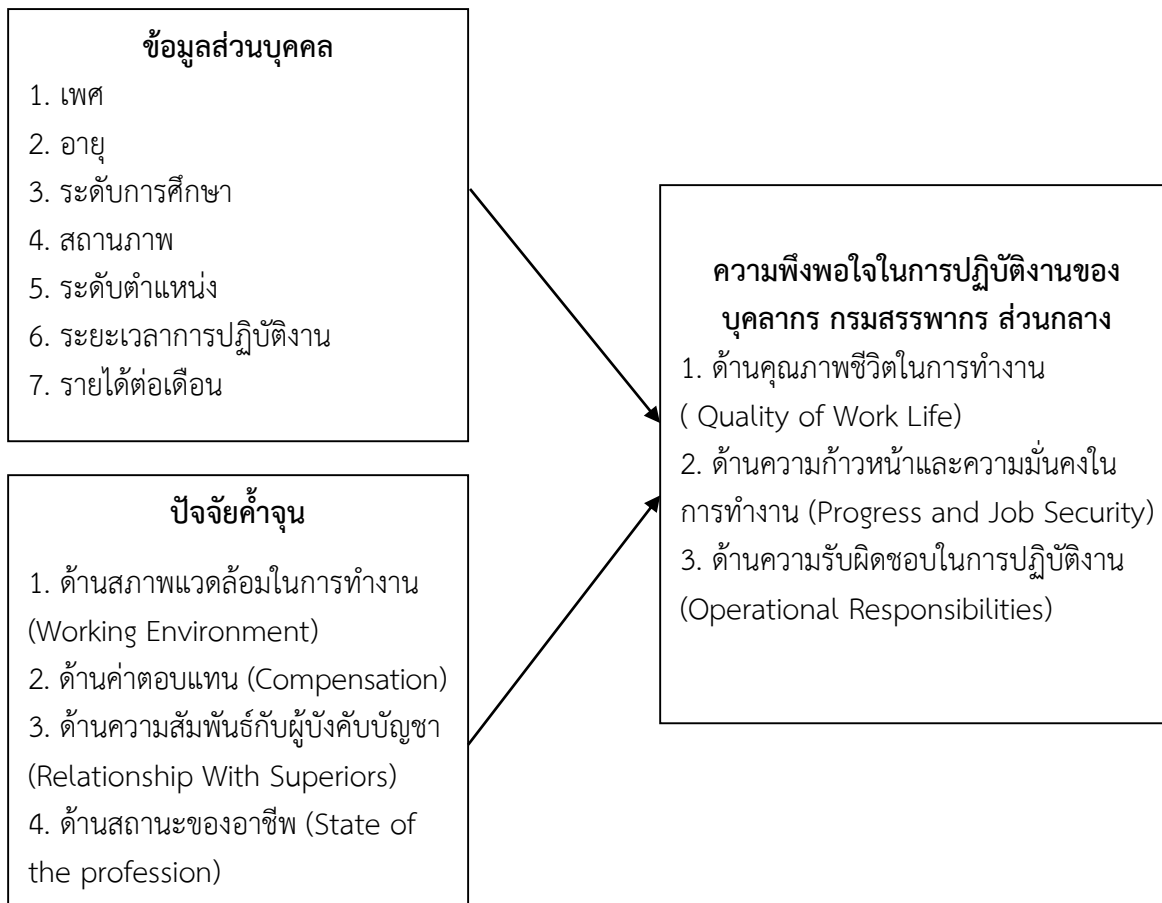 ข้อมูลส่วนบุคคล
1. เพศ
2. อายุ
3. ระดับการศึกษา
4. สถานภาพ
5. ระดับตำแหน่ง
6. ระยะเวลาการปฏิบัติงาน
7. รายได้ต่อเดือน
ปัจจัยค้ำจุน
1. ด้านสภาพแวดล้อมในการทำงาน
(Working Environment)
2. ด้านค่าตอบแทน (Compensation)
3. ด้านความสัมพันธ์กับผู้บังคับบัญชา
(Relationship With Superiors)
4. ด้านสถานะของอาชีพ (State of
the profession)
ความพึงพอใจในการปฏิบัติงานของ
บุคลากร กรมสรรพากร ส่วนกลาง
1. ด้านคุณภาพชีวิตในการทำงาน
( Quality of Work Life)
2. ด้านความก้าวหน้าและความมั่นคงใน
การทำงาน (Progress and Job Security)
3. ด้านความรับผิดชอบในการปฏิบัติงาน
(Operational Responsibilities)